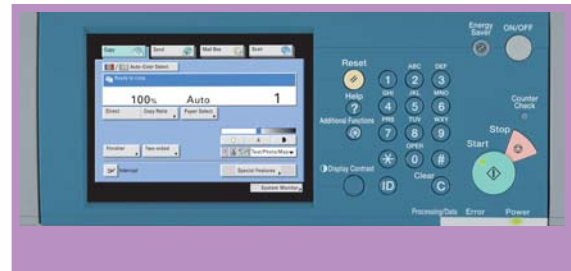 Copy Send Mail Box Scan
Auto Color Select
Ready to copy.
100% Auto 1
Direct Copy Ratio Paper Select
Finisher Two-sided Text/Photo/Map
Interrupt Special Features
System Monitor
Energy Saver ON/OFF
Reset
ABC DEF
1 2 3
Help
GHI JKL MNO
? 4 5 6
Counter Check
Additional Functions
PRS TUV WXY
7 8 9
Stop
OPER
0 #
Start
Display Contrast
Clear
ID C
Processing/Data Error Power